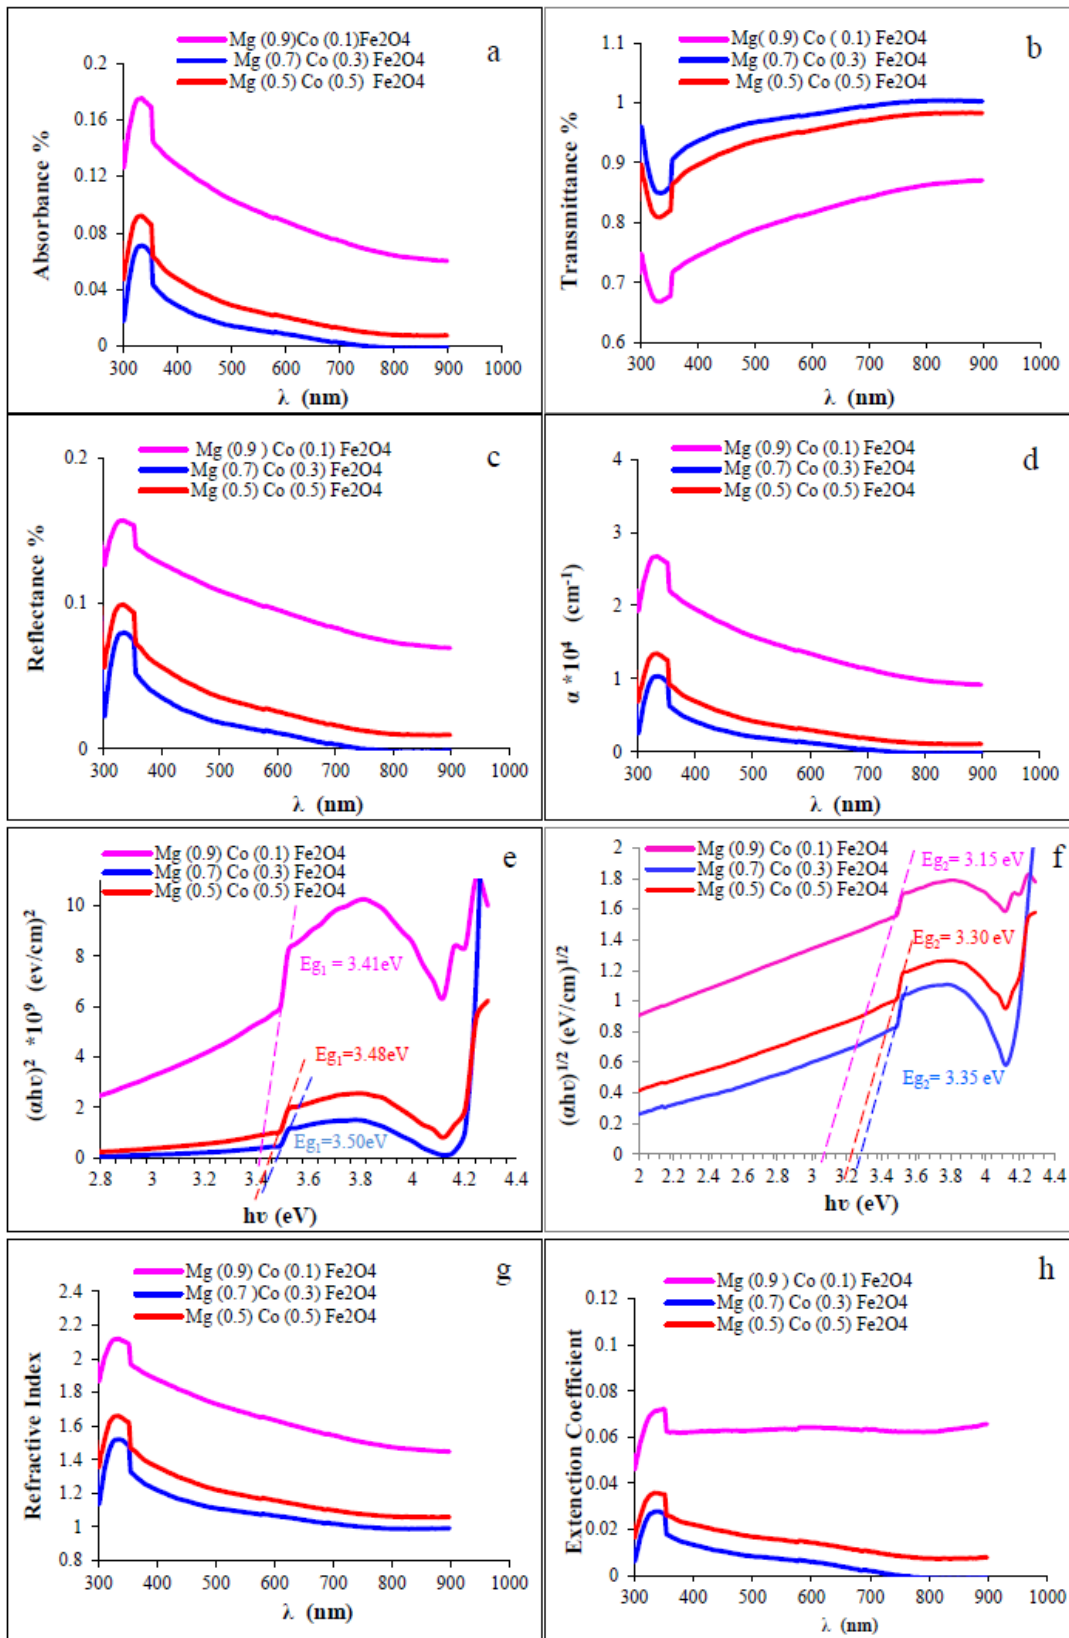 Mg (0.9)Co (0.1)Fe2O4
Mg (0.7) Co (0.3) Fe2O4
Mg (0.5) Co (0.5) Fe2O4
a
0.2
0.16
0.12
0.08
0.04
0
Absorbance %
300 400 500 600 700 800 900 1000
λ (nm)
Mg( 0.9) Co ( 0.1) Fe2O4
Mg (0.7) Co (0.3) Fe2O4
Mg (0.5) Co (0.5) Fe2O4
b
1.1
1
0.9
0.8
0.7
0.6
Transmittance %
300 400 500 600 700 800 900 1000
λ (nm)
Mg (0.9 ) Co (0.1) Fe2O4
Mg (0.7) Co (0.3) Fe2O4
Mg (0.5) Co (0.5) Fe2O4
c
0.2
0.1
0
Reflectance %
300 400 500 600 700 800 900 1000
λ (nm)
Mg (0.9) Co (0.1) Fe2O4
Mg (0.7) Co (0.3) Fe2O4
Mg (0.5) Co (0.5) Fe2O4
d
4
3
2
1
0
α *10⁴ (cm⁻¹)
300 400 500 600 700 800 900 1000
λ (nm)
Mg (0.9) Co (0.1) Fe2O4
Mg (0.7) Co (0.3) Fe2O4
Mg (0.5) Co (0.5) Fe2O4
e
10
8
6
4
2
0
(αhυ)² *10⁹ (ev/cm)²
Eg₁ = 3.41eV
Eg₁=3.48eV
Eg₁=3.50eV
2.8 3 3.2 3.4 3.6 3.8 4 4.2 4.4
hυ (eV)
Mg (0.9) Co (0.1) Fe2O4
Mg (0.7) Co (0.3) Fe2O4
Mg (0.5) Co (0.5) Fe2O4
f
2
1.8
1.6
1.4
1.2
1
0.8
0.6
0.4
0.2
0
(αhυ)¹/² (eV/cm)¹/²
Eg₂= 3.15 eV
Eg₂= 3.30 eV
Eg₂= 3.35 eV
2 2.2 2.4 2.6 2.8 3 3.2 3.4 3.6 3.8 4 4.2 4.4
hυ (eV)
Mg (0.9) Co (0.1) Fe2O4
Mg (0.7 )Co (0.3) Fe2O4
Mg (0.5) Co (0.5) Fe2O4
g
2.4
2.2
2
1.8
1.6
1.4
1.2
1
0.8
Refractive Index
300 400 500 600 700 800 900 1000
λ (nm)
Mg (0.9 ) Co (0.1) Fe2O4
Mg (0.7) Co (0.3) Fe2O4
Mg (0.5) Co (0.5) Fe2O4
h
0.12
0.1
0.08
0.06
0.04
0.02
0
Extenction Coefficient
300 400 500 600 700 800 900 1000
λ (nm)